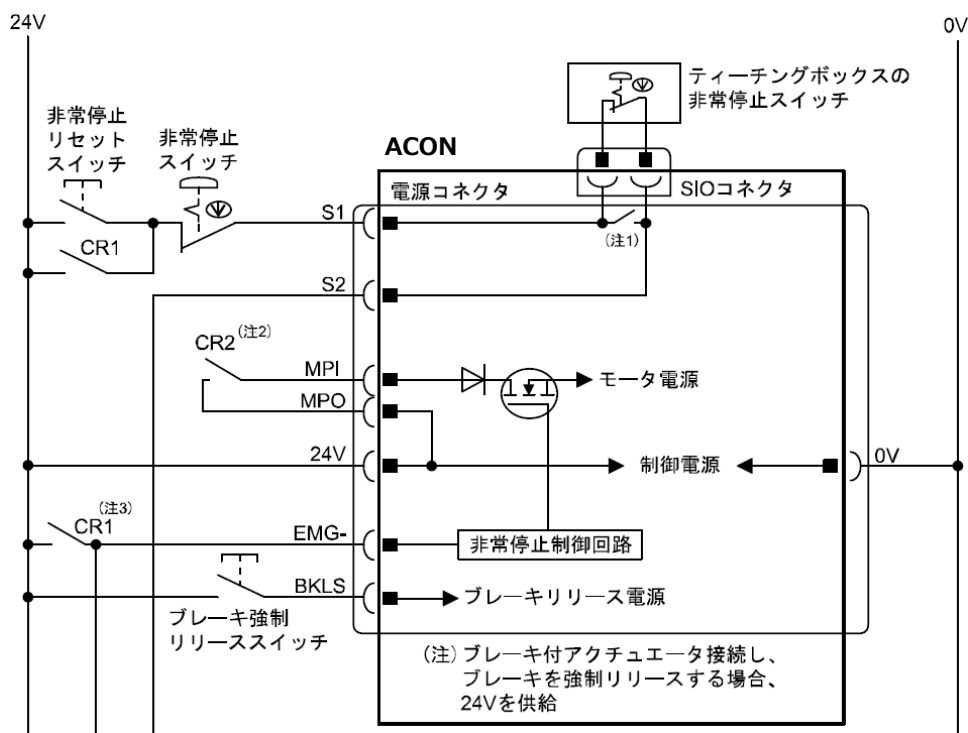 24V
0V
ティーチングボックスの
非常停止スイッチ
非常停止
リセット
スイッチ
非常停止
スイッチ
ACON
電源コネクタ
SIOコネクタ
S1
(注1)
CR1
S2
CR2(注2)
MPI
モータ電源
MPO
24V
制御電源
0V
CR1(注3)
EMG-
非常停止制御回路
BKLS
ブレーキリリース電源
ブレーキ強制
リリーススイッチ
(注)ブレーキ付アクチュエータ接続し、
ブレーキを強制リリースする場合、
24Vを供給